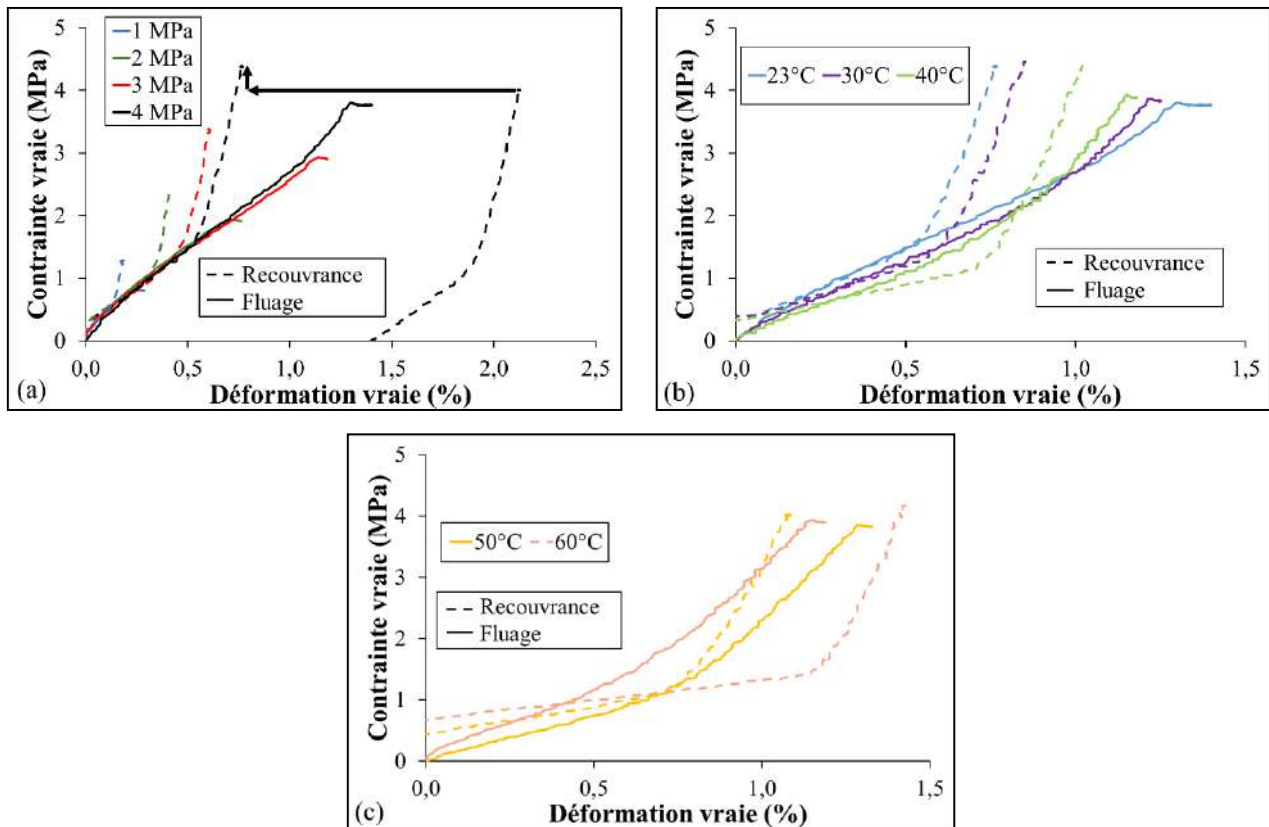 5
4
3
2
1
0
Contrainte vraie (MPa)
1 MPa
2 MPa
3 MPa
4 MPa
Recouvrance
Fluage
0,0
0,5
1,0
1,5
2,0
2,5
Déformation vraie (%)
(a)
5
4
3
2
1
0
Contrainte vraie (MPa)
23°C 30°C 40°C
Recouvrance
Fluage
0,0
0,5
1,0
1,5
Déformation vraie (%)
(b)
5
4
3
2
1
0
Contrainte vraie (MPa)
50°C 60°C
Recouvrance
Fluage
0,0
0,5
1,0
1,5
Déformation vraie (%)
(c)